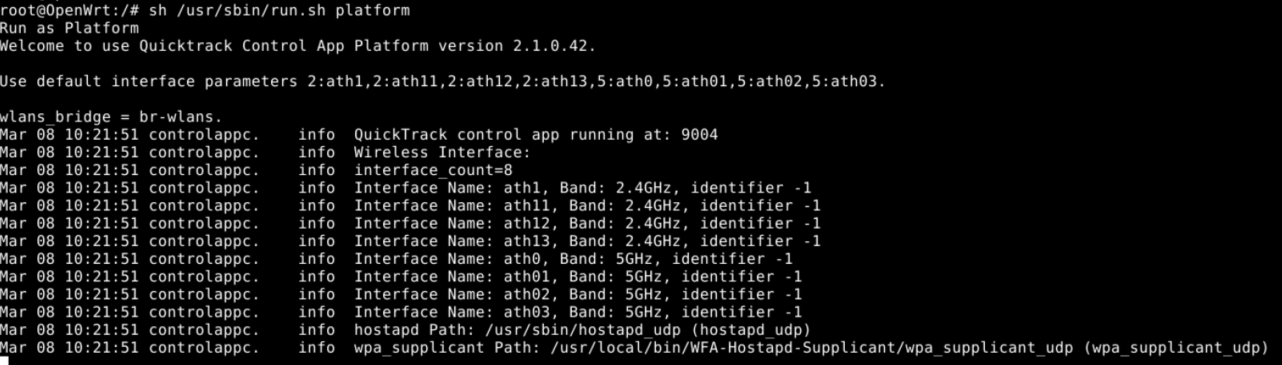 root@OpenWrt:/# sh /usr/sbin/run.sh platform
Run as Platform
Welcome to use Quicktrack Control App Platform version 2.1.0.42.
Use default interface parameters 2:ath1,2:ath11,2:ath12,2:ath13,5:ath0,5:ath01,5:ath02,5:ath03.
wlans_bridge = br-wlans.
Mar 08 10:21:51 controlappc.    info  QuickTrack control app running at: 9004
Mar 08 10:21:51 controlappc.    info  Wireless Interface:
Mar 08 10:21:51 controlappc.    info  interface_count=8
Mar 08 10:21:51 controlappc.    info  Interface Name: ath1, Band: 2.4GHz, identifier -1
Mar 08 10:21:51 controlappc.    info  Interface Name: ath11, Band: 2.4GHz, identifier -1
Mar 08 10:21:51 controlappc.    info  Interface Name: ath12, Band: 2.4GHz, identifier -1
Mar 08 10:21:51 controlappc.    info  Interface Name: ath13, Band: 2.4GHz, identifier -1
Mar 08 10:21:51 controlappc.    info  Interface Name: ath0, Band: 5GHz, identifier -1
Mar 08 10:21:51 controlappc.    info  Interface Name: ath01, Band: 5GHz, identifier -1
Mar 08 10:21:51 controlappc.    info  Interface Name: ath02, Band: 5GHz, identifier -1
Mar 08 10:21:51 controlappc.    info  Interface Name: ath03, Band: 5GHz, identifier -1
Mar 08 10:21:51 controlappc.    info  hostapd Path: /usr/sbin/hostapd_udp (hostapd_udp)
Mar 08 10:21:51 controlappc.    info  wpa_supplicant Path: /usr/local/bin/WFA-Hostapd-Supplicant/wpa_supplicant_udp (wpa_supplicant_udp)